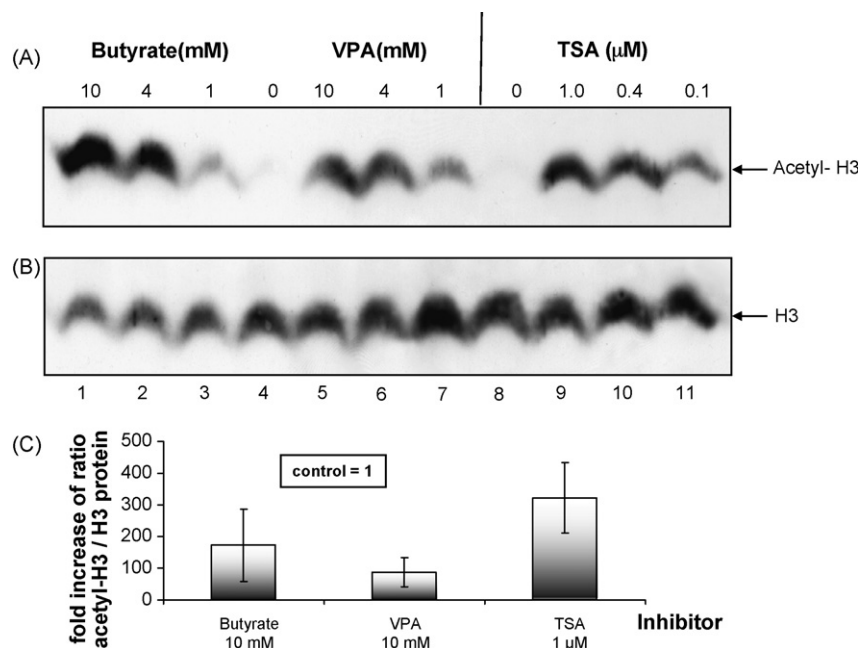 (A) Butyrate(mM) VPA(mM) TSA (μM)
10 4 1 0 10 4 1 0 1.0 0.4 0.1
Acetyl- H3
(B)
H3
1 2 3 4 5 6 7 8 9 10 11
(C)
fold increase of ratio
acetyl-H3 / H3 protein
500
400
300
200
100
0
control = 1
Butyrate VPA TSA Inhibitor
10 mM 10 mM 1 μM